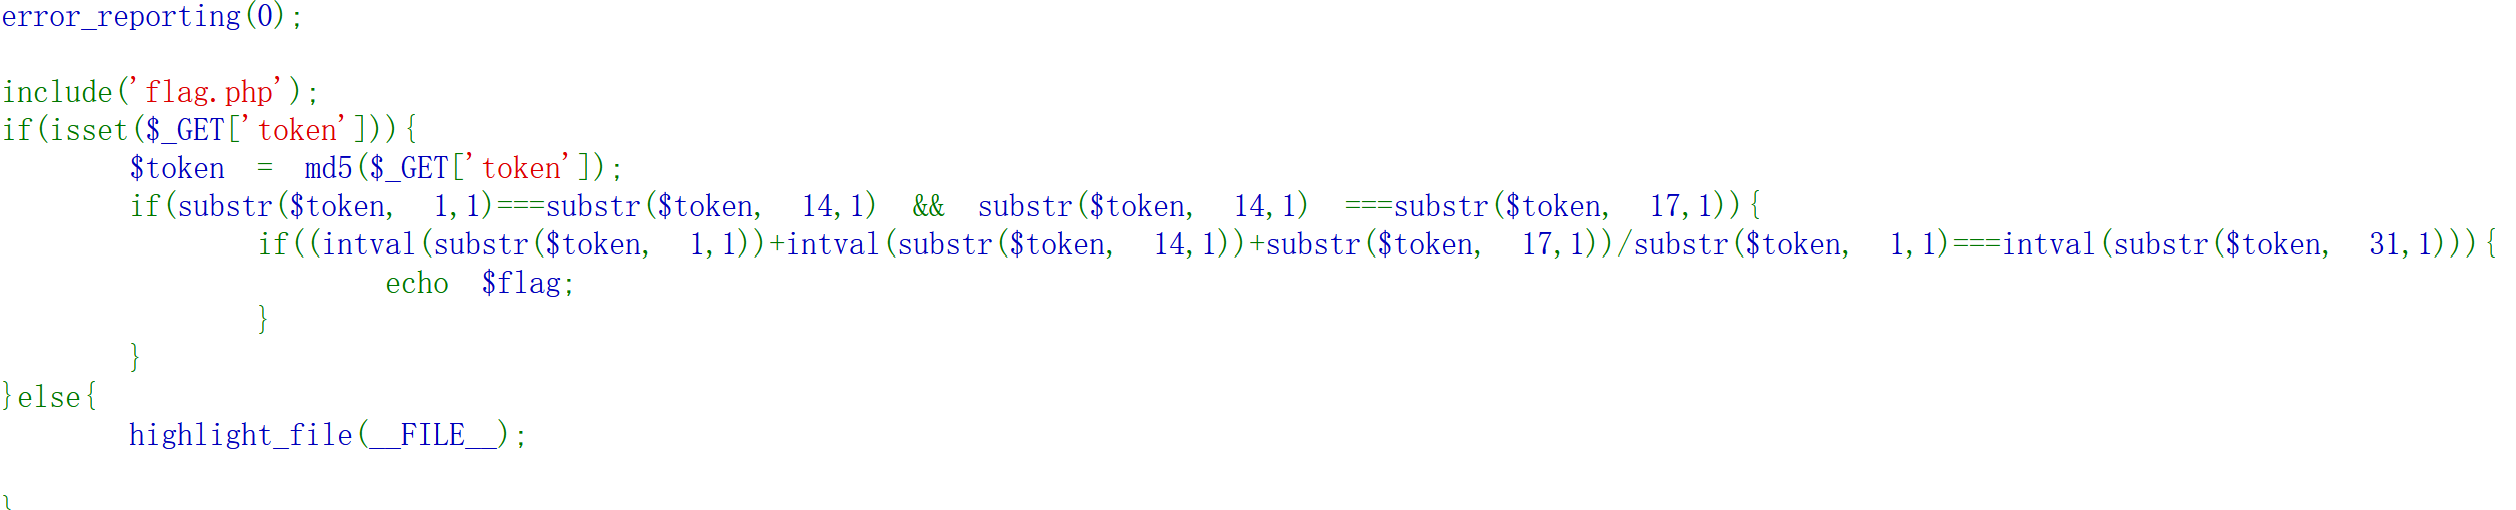 error_reporting(0);
include('flag.php');
if(isset($_GET['token'])){
$token = md5($_GET['token']);
if(substr($token, 1,1)===substr($token, 14,1) && substr($token, 14,1) ===substr($token, 17,1)){
if((intval(substr($token, 1,1))+intval(substr($token, 14,1))+substr($token, 17,1))/substr($token, 1,1)===intval(substr($token, 31,1))){
echo $flag;
}
}
}else{
highlight_file(__FILE__);
}